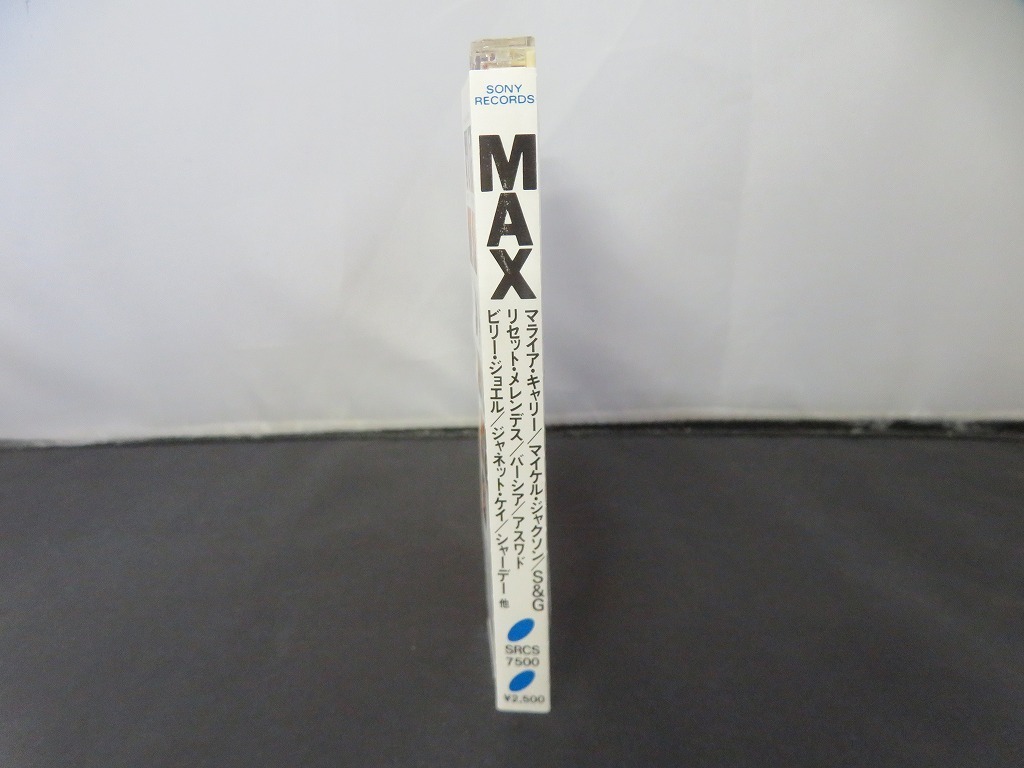 SONY
RECORDS
MAX
マライア・キャリー/マイケル・ジャクソン/S&G
リセット・メレンデス/バーシア/アスワド
ビリー・ジョエル/ジャネット・ケイ/シャーデー 他
SRCS
7500
¥2,500